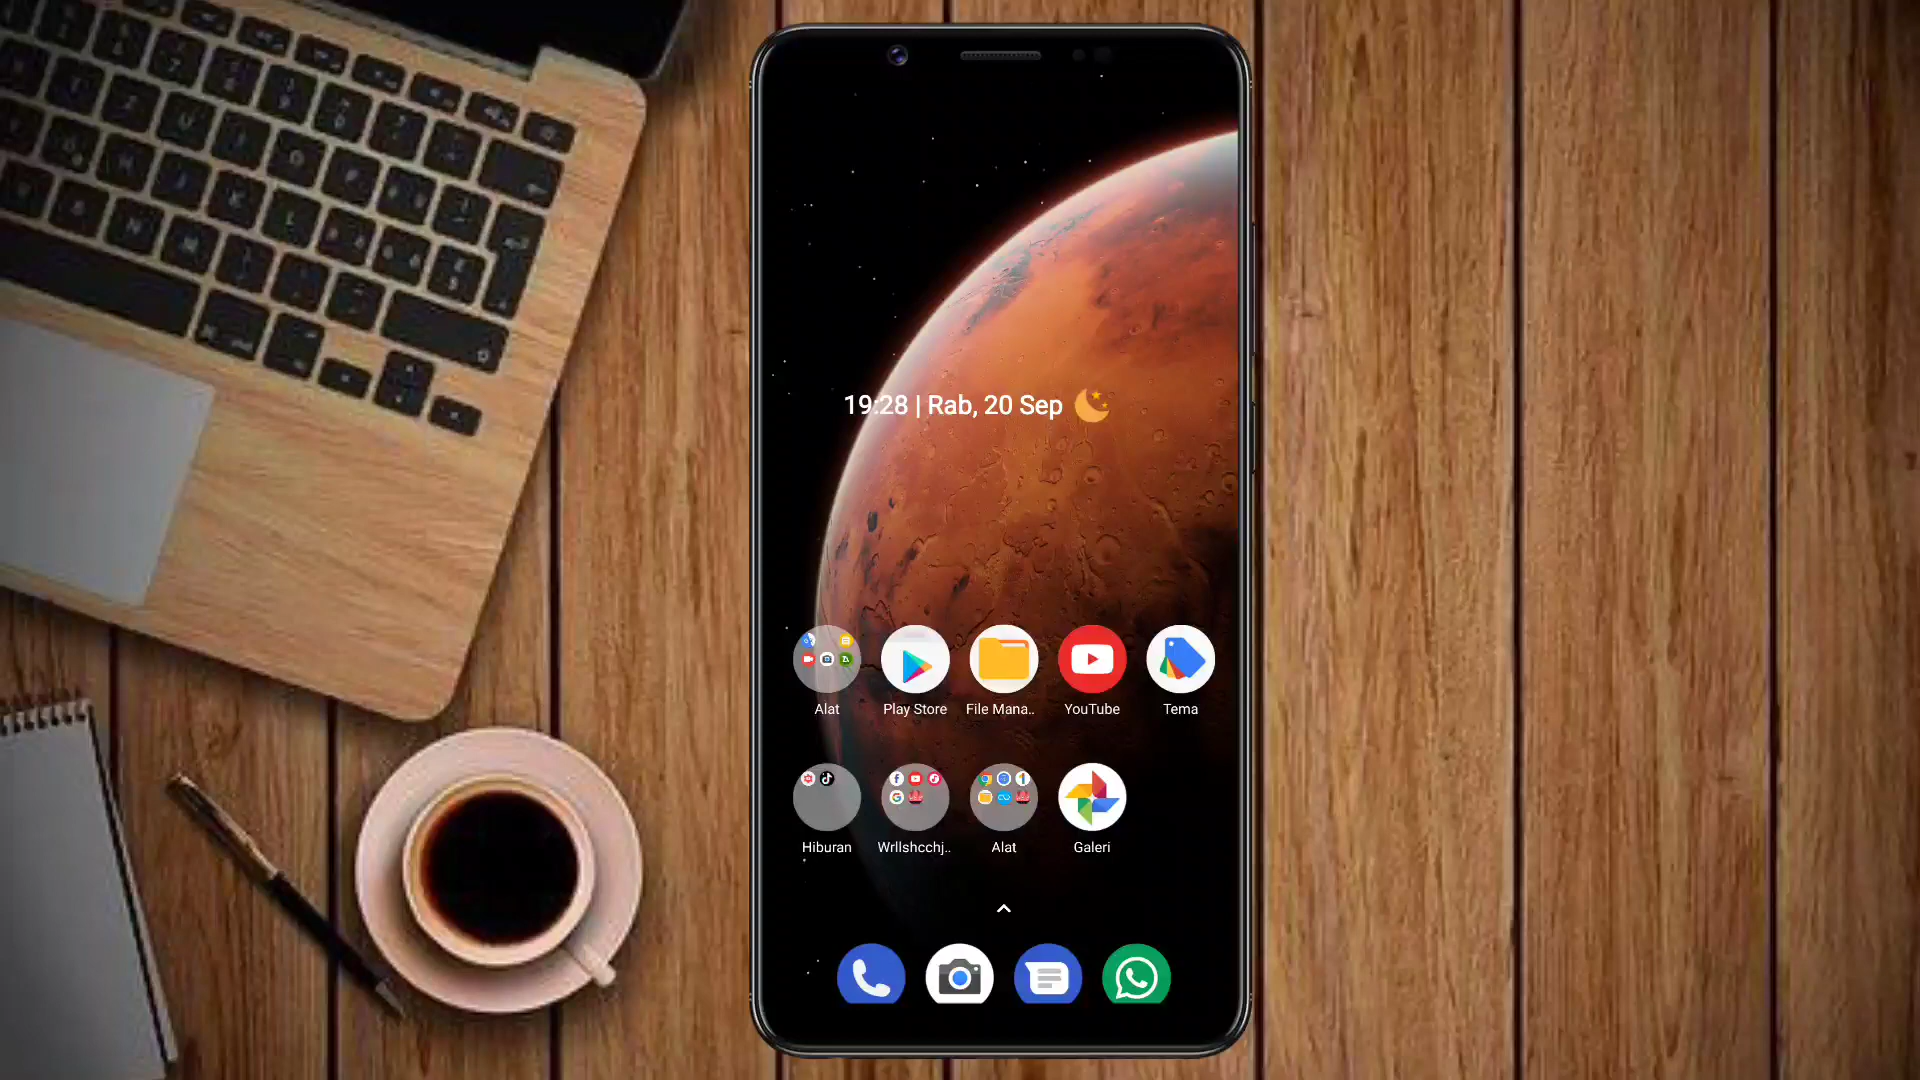 19:28 | Rab, 20 Sep
Alat
Play Store
File Mana..
YouTube
Tema
Hiburan
Wrllshcchj..
Alat
Galeri